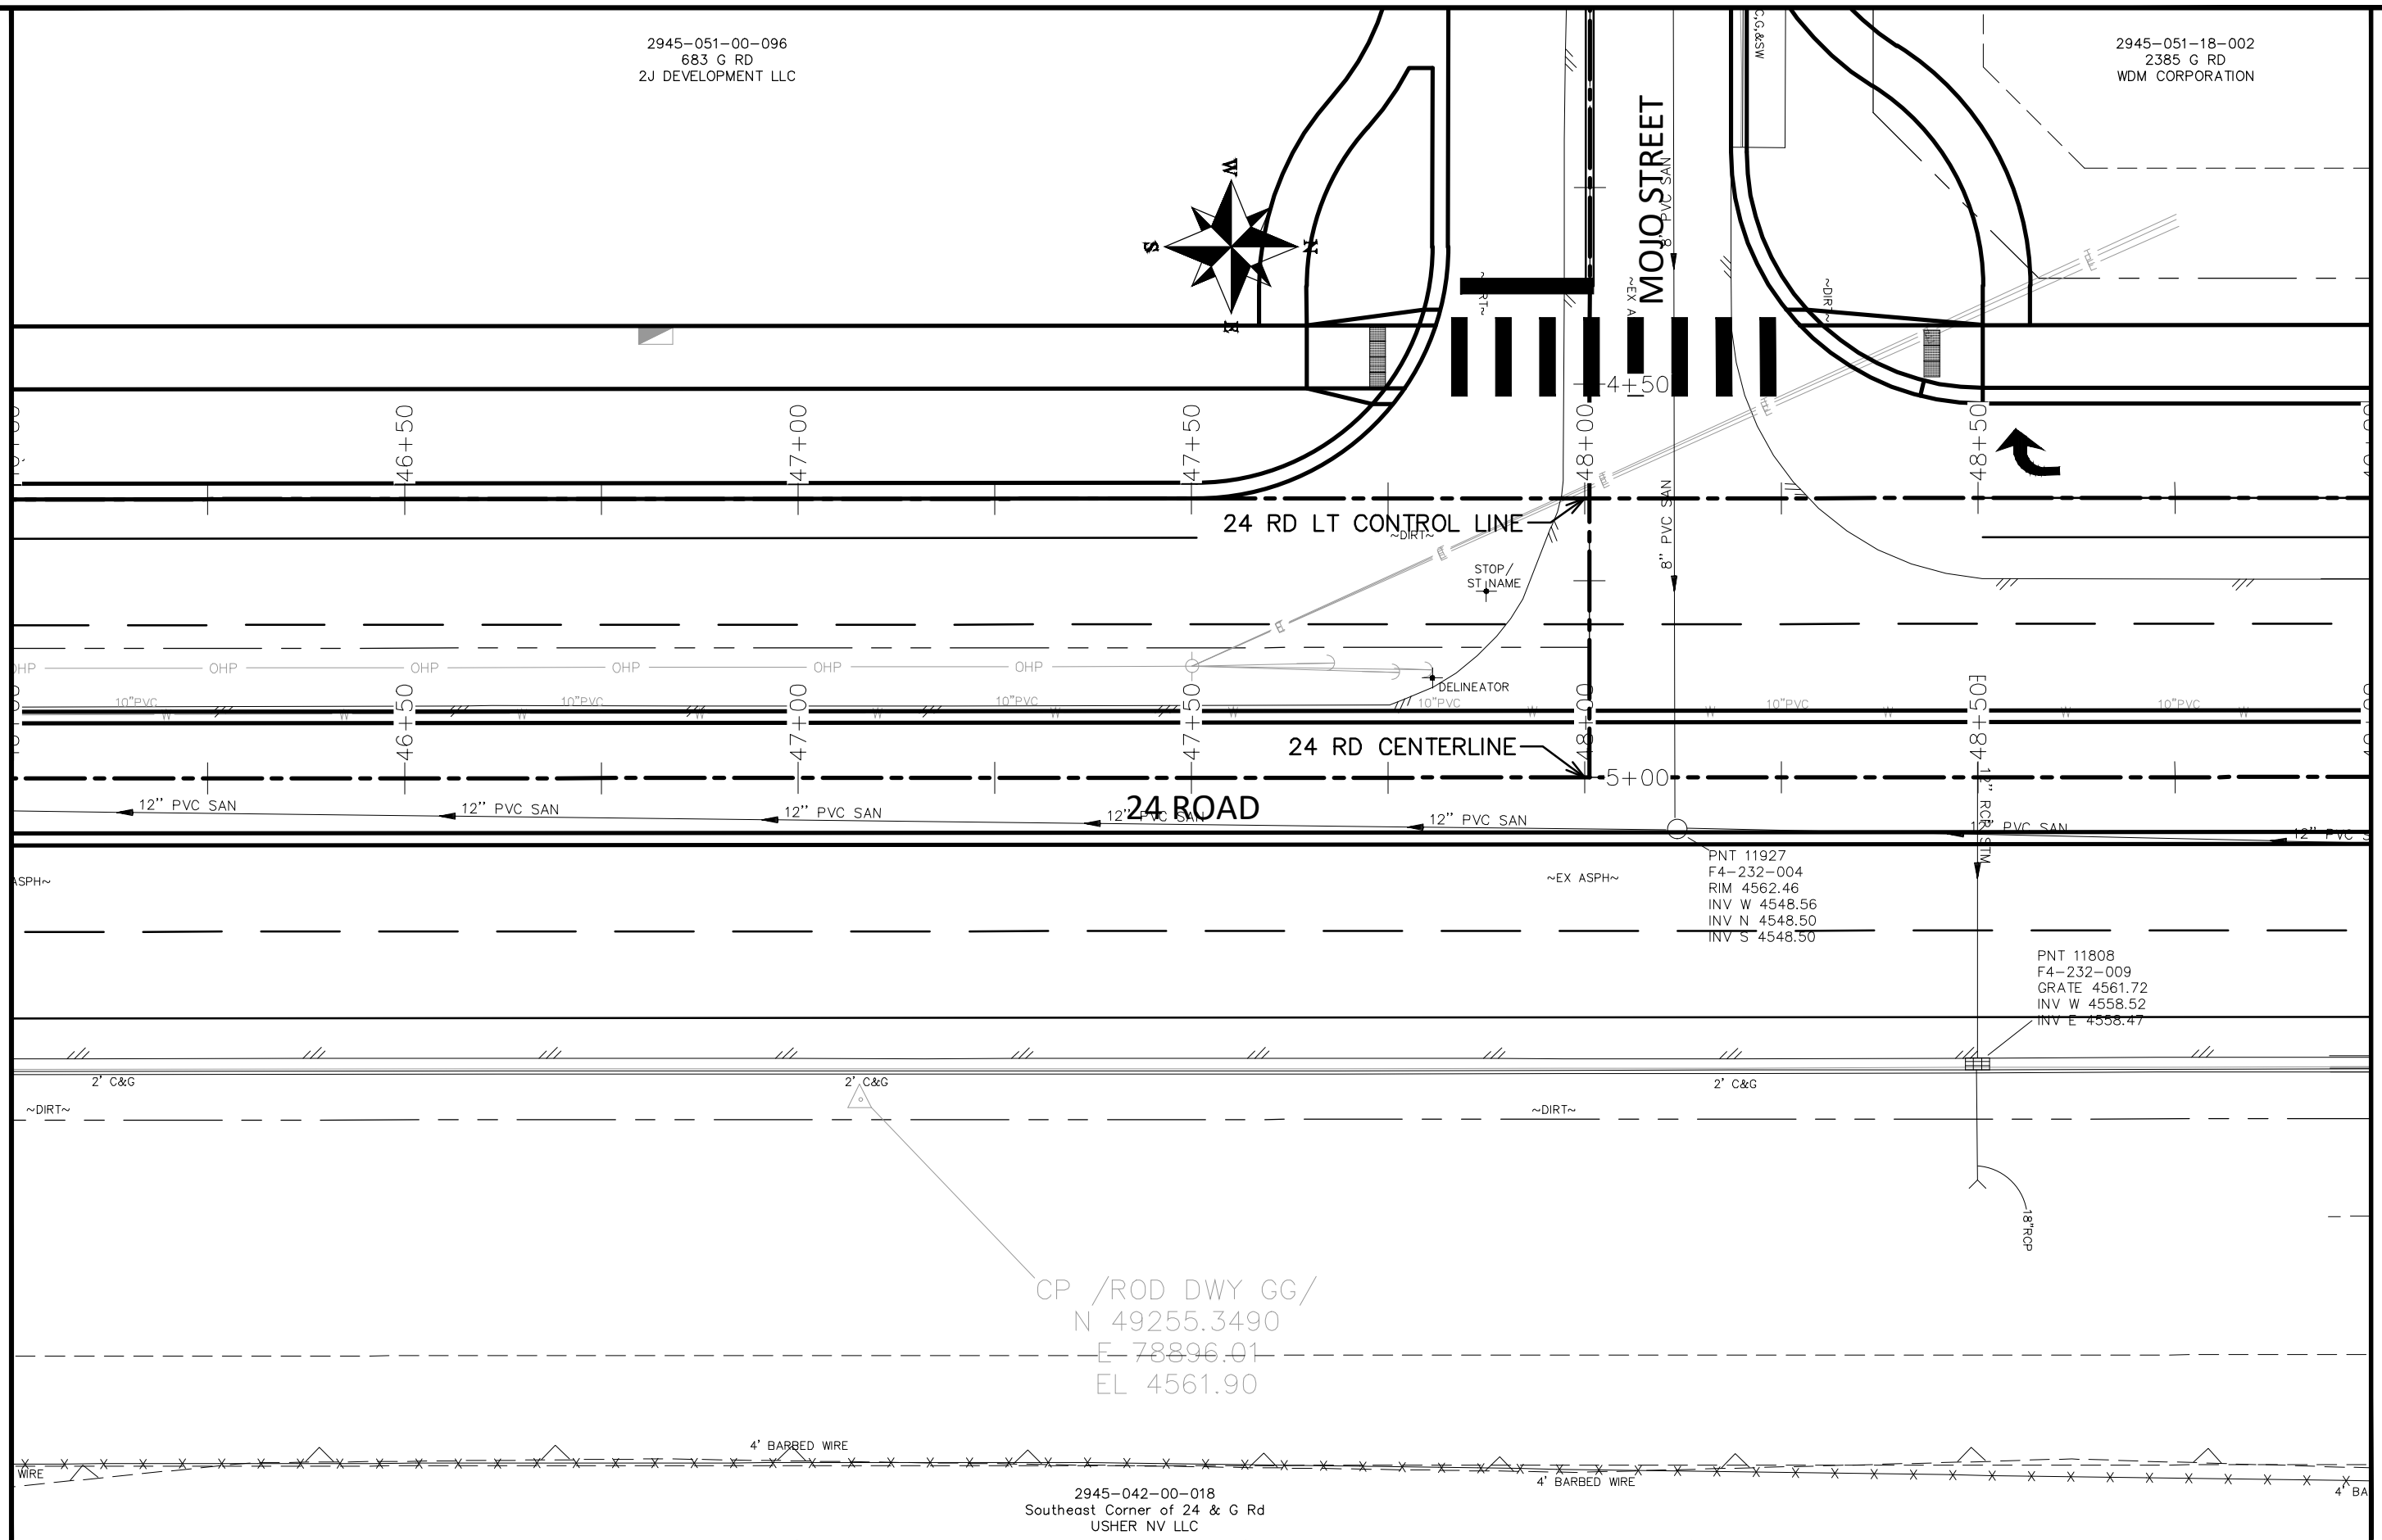 2945-051-00-096
683 G RD
2J DEVELOPMENT LLC
C,G,&SW
2945-051-18-002
2385 G RD
WDM CORPORATION
MOJO STREET
8" PVC SAN
W
S
N
E
~EX A
~DIRT~
4+50
46+50
47+00
47+50
48+00
48+50
24 RD LT CONTROL LINE
~DIRT~
8" PVC SAN
STOP/
ST NAME
OHP
OHP
OHP
OHP
OHP
OHP
DELINEATOR
10"PVC
10"PVC
10"PVC
10"PVC
10"PVC
10"PVC
W
W
W
W
W
W
W
W
W
W
W
W
W
46+50
47+00
47+50
48+00
48+50
24 RD CENTERLINE
5+00
24 ROAD
12" PVC SAN
12" PVC SAN
12" PVC SAN
12" PVC SAN
12" PVC SAN
12" PVC SAN
12" PVC S
12" RCP STM
ASPH~
~EX ASPH~
PNT 11927
F4-232-004
RIM 4562.46
INV W 4548.56
INV N 4548.50
INV S 4548.50
PNT 11808
F4-232-009
GRATE 4561.72
INV W 4558.52
INV E 4558.47
2' C&G
2' C&G
2' C&G
~DIRT~
~DIRT~
18"RCP
CP /ROD DWY GG/
N 49255.3490
E 78896.01
EL 4561.90
WIRE
4' BARBED WIRE
4' BARBED WIRE
4' BA
2945-042-00-018
Southeast Corner of 24 & G Rd
USHER NV LLC